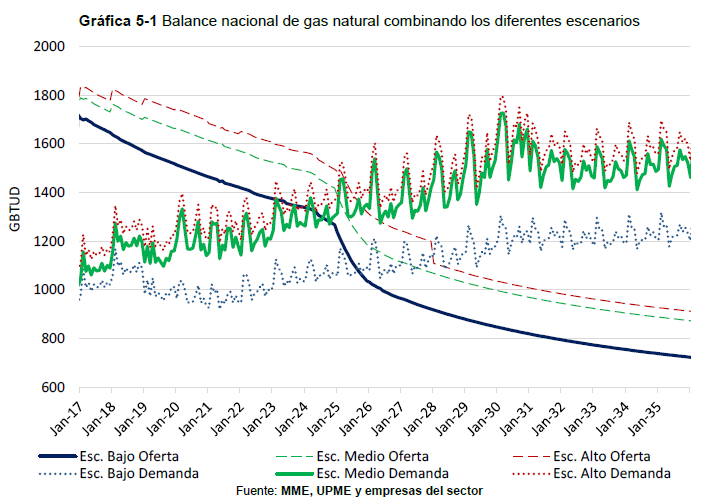 Gráfica 5-1 Balance nacional de gas natural combinando los diferentes escenarios
2000
1800
1600
1400
1200
1000
800
600
GBTUD
Jan-17
Jan-18
Jan-19
Jan-20
Jan-21
Jan-22
Jan-23
Jan-24
Jan-25
Jan-26
Jan-27
Jan-28
Jan-29
Jan-30
Jan-31
Jan-32
Jan-33
Jan-34
Jan-35
Esc. Bajo Oferta
Esc. Medio Oferta
Esc. Alto Oferta
Esc. Bajo Demanda
Esc. Medio Demanda
Esc. Alto Demanda
Fuente: MME, UPME y empresas del sector